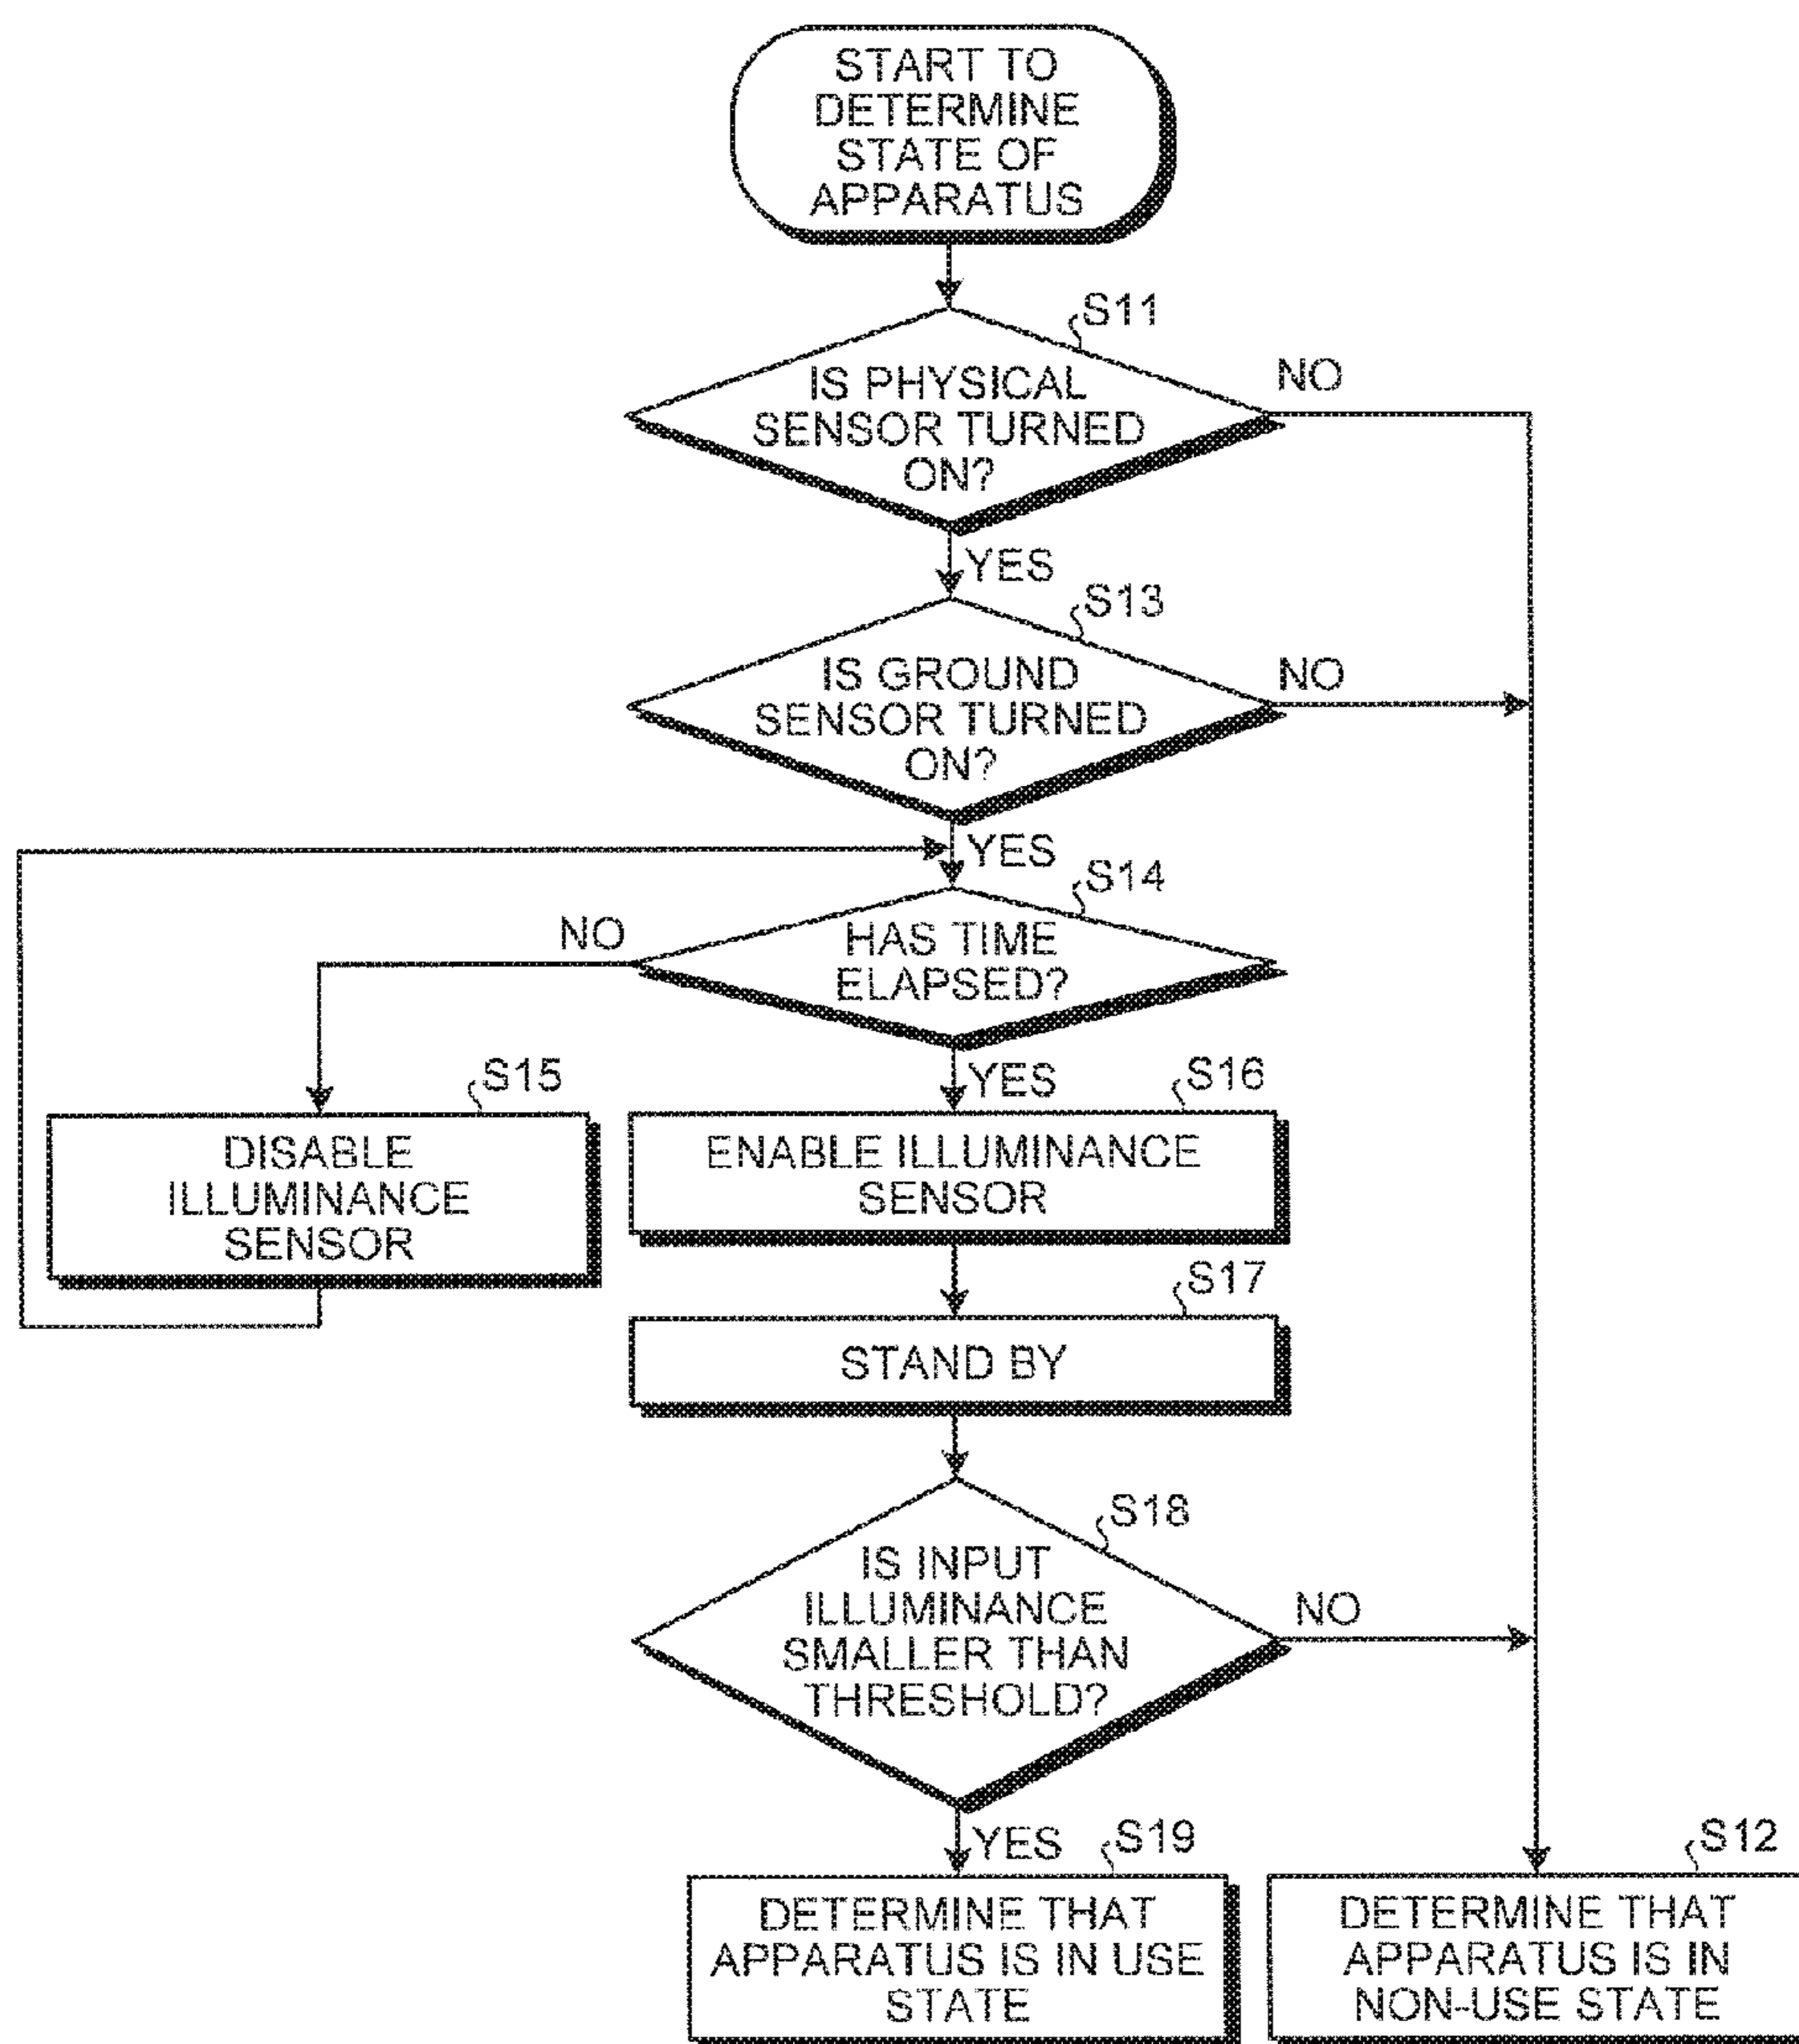 START TO
DETERMINE
STATE OF
APPARATUS
S11
IS PHYSICAL
SENSOR TURNED
ON?
NO
YES
S13
IS GROUND
SENSOR TURNED
ON?
NO
YES
S14
HAS TIME
ELAPSED?
NO
YES
S15
DISABLE
ILLUMINANCE
SENSOR
S16
ENABLE ILLUMINANCE
SENSOR
S17
STAND BY
S18
IS INPUT
ILLUMINANCE
SMALLER THAN
THRESHOLD?
NO
YES
S19
DETERMINE THAT
APPARATUS IS IN USE
STATE
S12
DETERMINE THAT
APPARATUS IS IN
NON-USE STATE